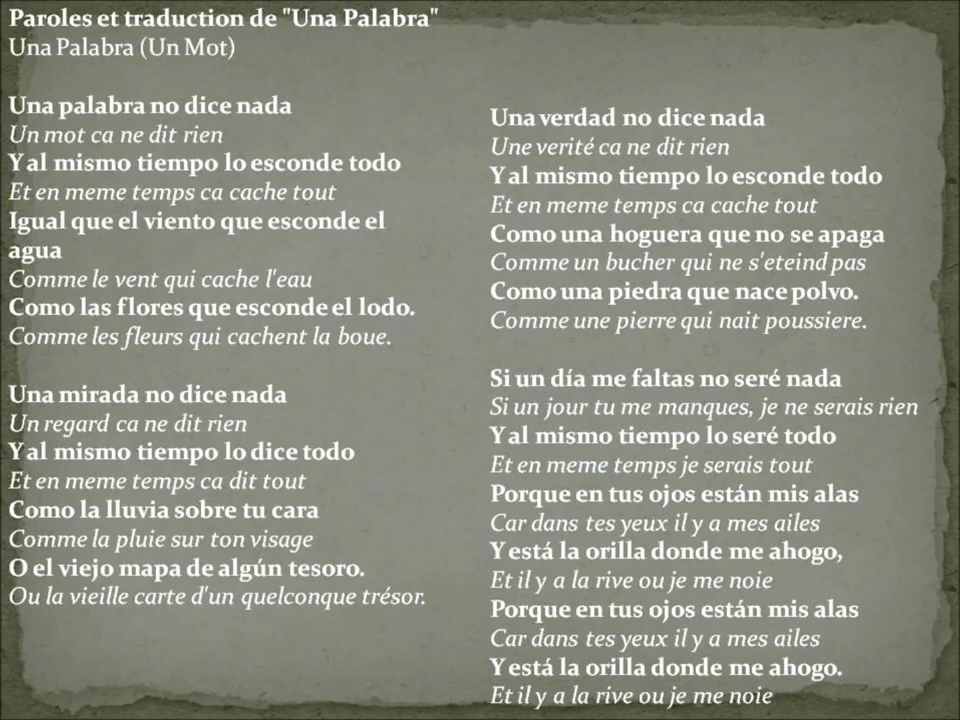 Paroles et traduction de "Una Palabra"
Una Palabra (Un Mot)
Una palabra no dice nada
Un mot ca ne dit rien
Y al mismo tiempo lo esconde todo
Et en meme temps ca cache tout
Igual que el viento que esconde el
agua
Comme le vent qui cache l'eau
Como las flores que esconde el lodo.
Comme les fleurs qui cachent la boue.
Una mirada no dice nada
Un regard ca ne dit rien
Y al mismo tiempo lo dice todo
Et en meme temps ca dit tout
Como la lluvia sobre tu cara
Comme la pluie sur ton visage
O el viejo mapa de algún tesoro.
Ou la vieille carte d'un quelconque trésor.
Una verdad no dice nada
Une verité ca ne dit rien
Y al mismo tiempo lo esconde todo
Et en meme temps ca cache tout
Como una hoguera que no se apaga
Comme un bucher qui ne s'eteind pas
Como una piedra que nace polvo.
Comme une pierre qui nait poussiere.
Si un día me faltas no seré nada
Si un jour tu me manques, je ne serais rien
Y al mismo tiempo lo seré todo
Et en meme temps je serais tout
Porque en tus ojos están mis alas
Car dans tes yeux il y a mes ailes
Y está la orilla donde me ahogo,
Et il y a la rive ou je me noie
Porque en tus ojos están mis alas
Car dans tes yeux il y a mes ailes
Y está la orilla donde me ahogo.
Et il y a la rive ou je me noie